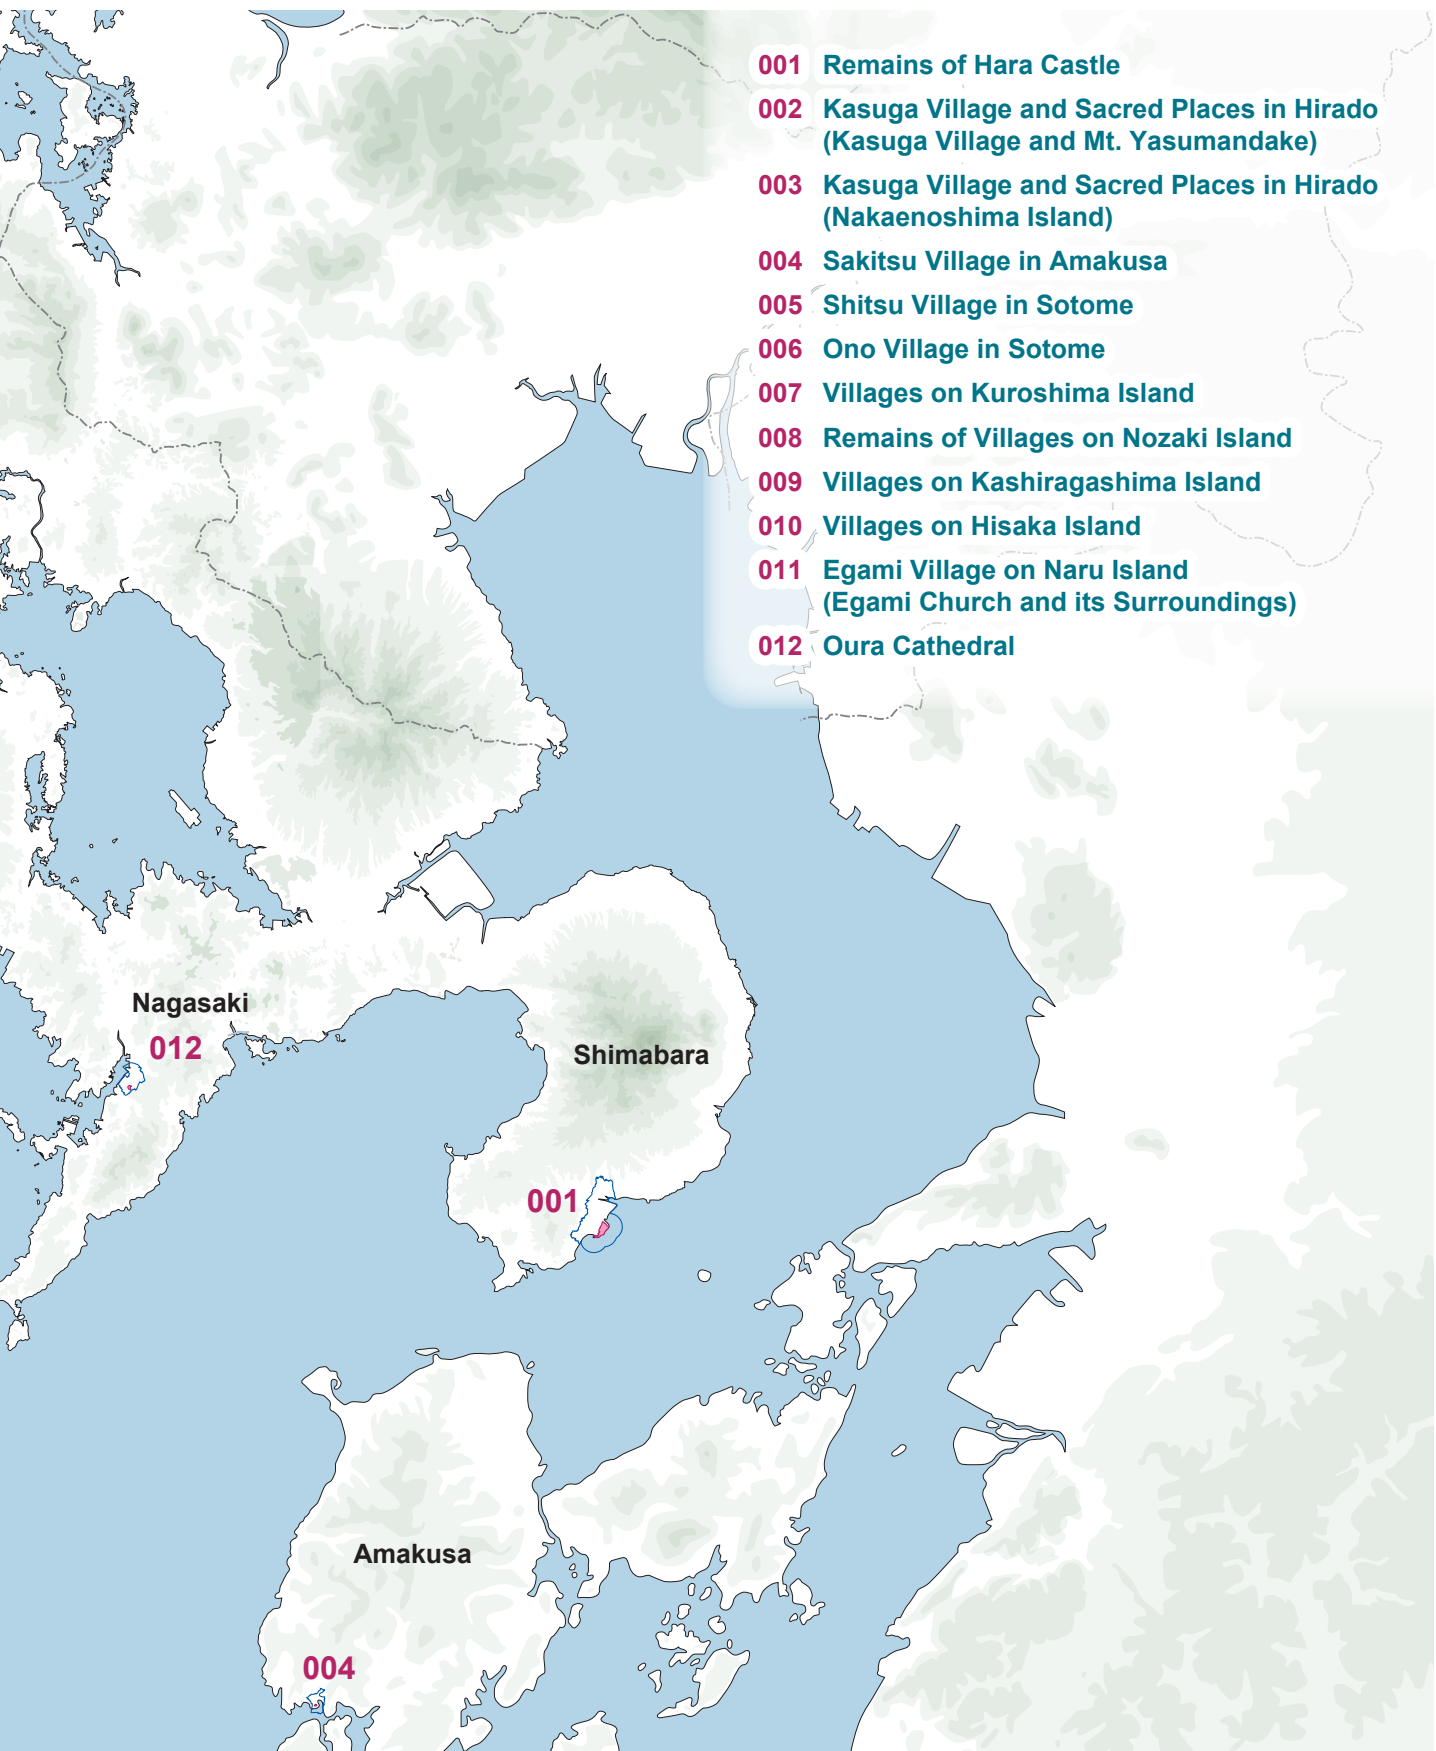 001 Remains of Hara Castle
002 Kasuga Village and Sacred Places in Hirado
(Kasuga Village and Mt. Yasumandake)
003 Kasuga Village and Sacred Places in Hirado
(Nakaenoshima Island)
004 Sakitsu Village in Amakusa
005 Shitsu Village in Sotome
006 Ono Village in Sotome
007 Villages on Kuroshima Island
008 Remains of Villages on Nozaki Island
009 Villages on Kashiragashima Island
010 Villages on Hisaka Island
011 Egami Village on Naru Island
(Egami Church and its Surroundings)
012 Oura Cathedral
Nagasaki
012
Shimabara
001
Amakusa
004